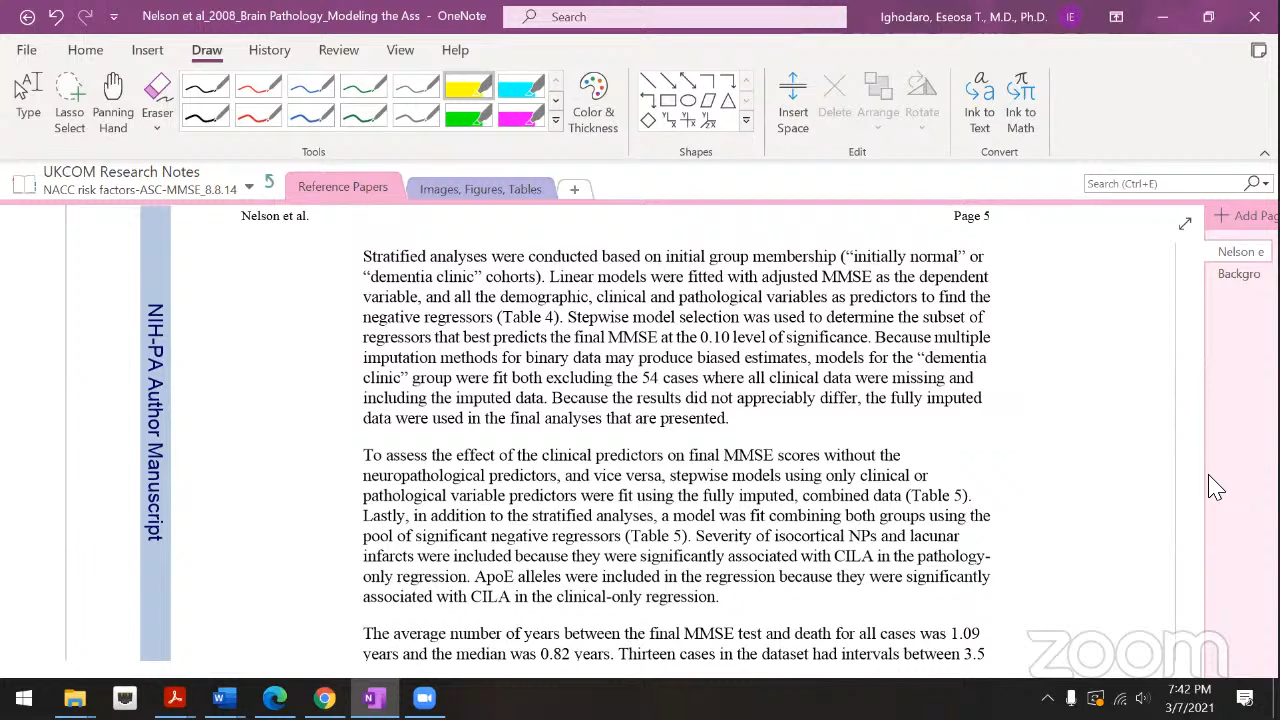 Nelson et al_2008_Brain Pathology_Modeling the Ass - OneNote
Search
Ighodaro, Eseosa T., M.D., Ph.D.
IE
File Home Insert Draw History Review View Help
Type
Lasso Select
Panning Hand
Eraser
Color & Thickness
Insert Space
Delete
Arrange
Rotate
Ink to Text
Ink to Math
Tools
Shapes
Edit
Convert
UKCOM Research Notes
NACC risk factors-ASC-MMSE_8.8.14
Reference Papers
Images, Figures, Tables
Search (Ctrl+E)
Add Pag
Nelson e
Backgro
Nelson et al.
Page 5
NIH-PA Author Manuscript
Stratified analyses were conducted based on initial group membership (“initially normal” or
“dementia clinic” cohorts). Linear models were fitted with adjusted MMSE as the dependent
variable, and all the demographic, clinical and pathological variables as predictors to find the
negative regressors (Table 4). Stepwise model selection was used to determine the subset of
regressors that best predicts the final MMSE at the 0.10 level of significance. Because multiple
imputation methods for binary data may produce biased estimates, models for the “dementia
clinic” group were fit both excluding the 54 cases where all clinical data were missing and
including the imputed data. Because the results did not appreciably differ, the fully imputed
data were used in the final analyses that are presented.
To assess the effect of the clinical predictors on final MMSE scores without the
neuropathological predictors, and vice versa, stepwise models using only clinical or
pathological variable predictors were fit using the fully imputed, combined data (Table 5).
Lastly, in addition to the stratified analyses, a model was fit combining both groups using the
pool of significant negative regressors (Table 5). Severity of isocortical NPs and lacunar
infarcts were included because they were significantly associated with CILA in the pathology-
only regression. ApoE alleles were included in the regression because they were significantly
associated with CILA in the clinical-only regression.
The average number of years between the final MMSE test and death for all cases was 1.09
years and the median was 0.82 years. Thirteen cases in the dataset had intervals between 3.5
zoom
7:42 PM
3/7/2021